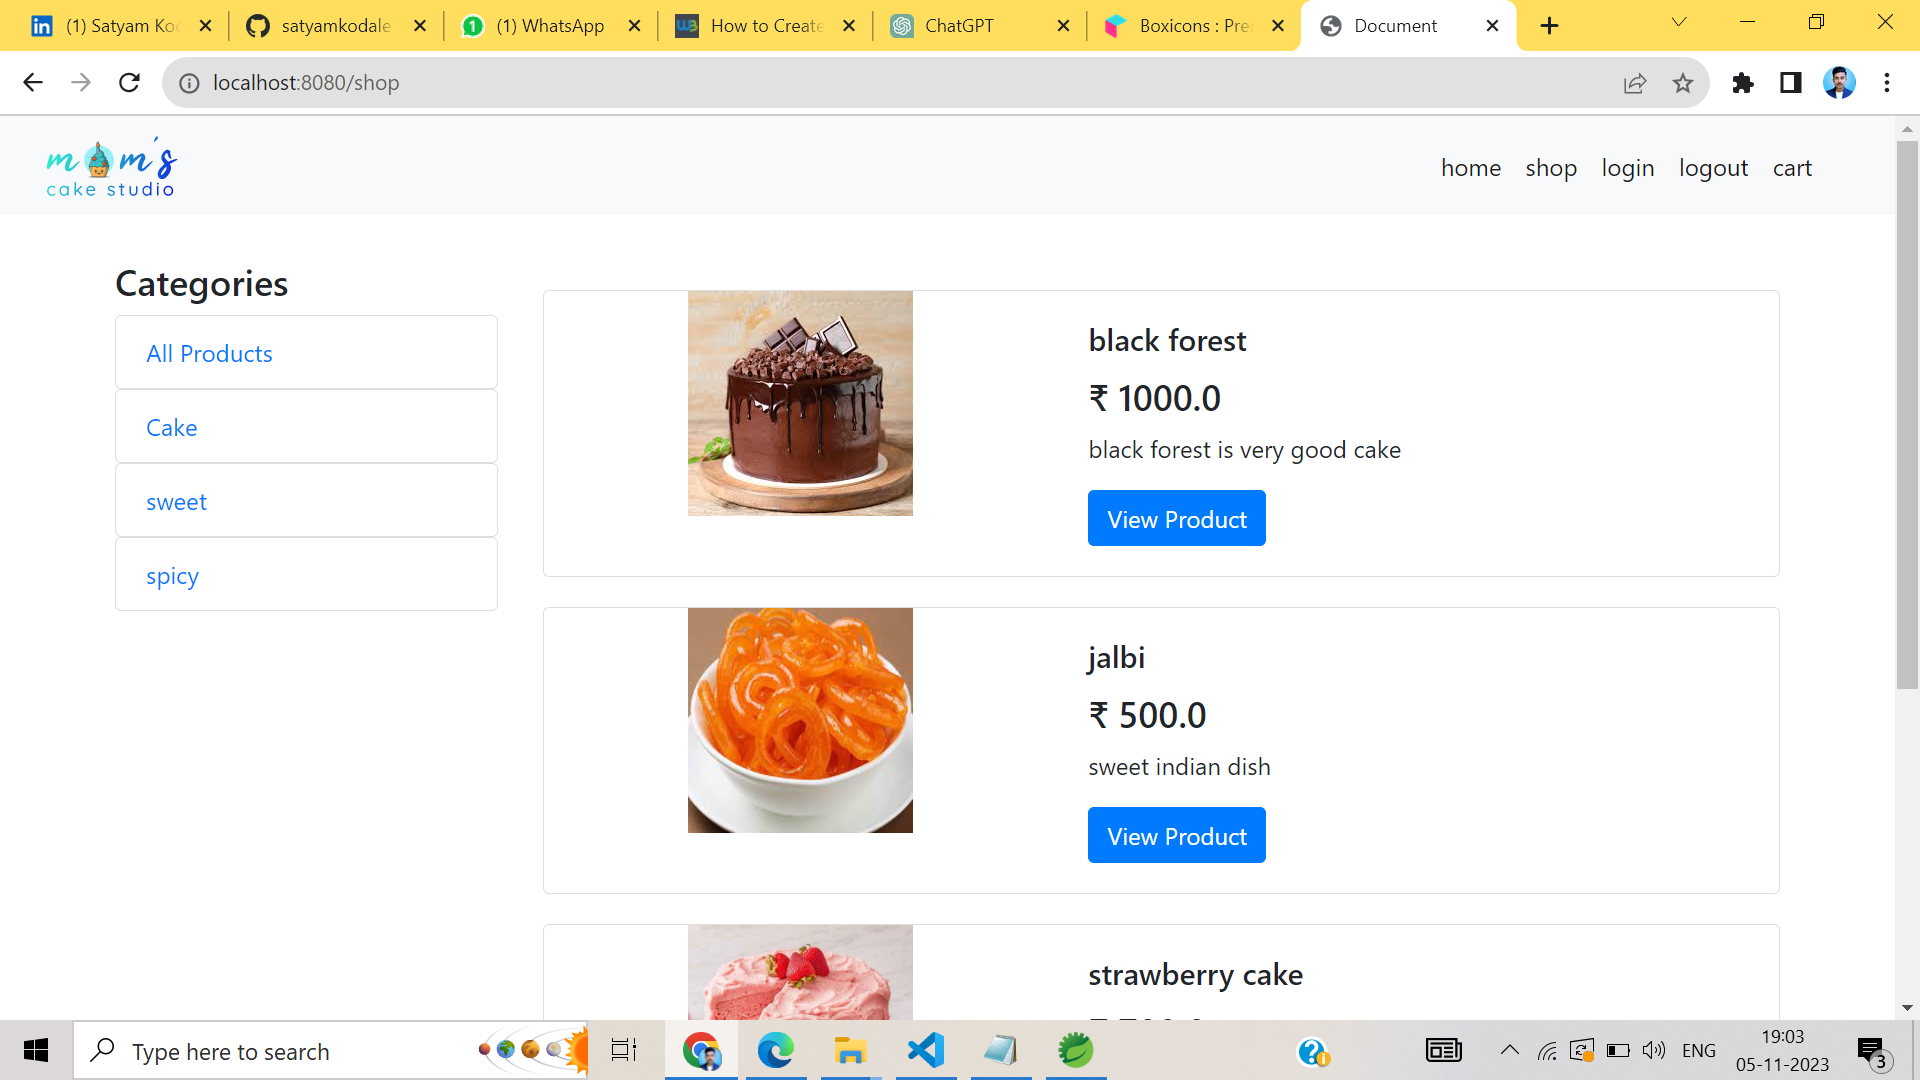 (1) Satyam Koc
satyamkodale
(1) WhatsApp
How to Create
ChatGPT
Boxicons : Pre
Document
localhost:8080/shop
mom's
cake studio
home shop login logout cart
Categories
All Products
Cake
sweet
spicy
black forest
₹ 1000.0
black forest is very good cake
View Product
jalbi
₹ 500.0
sweet indian dish
View Product
strawberry cake
Type here to search
ENG
19:03
05-11-2023
3